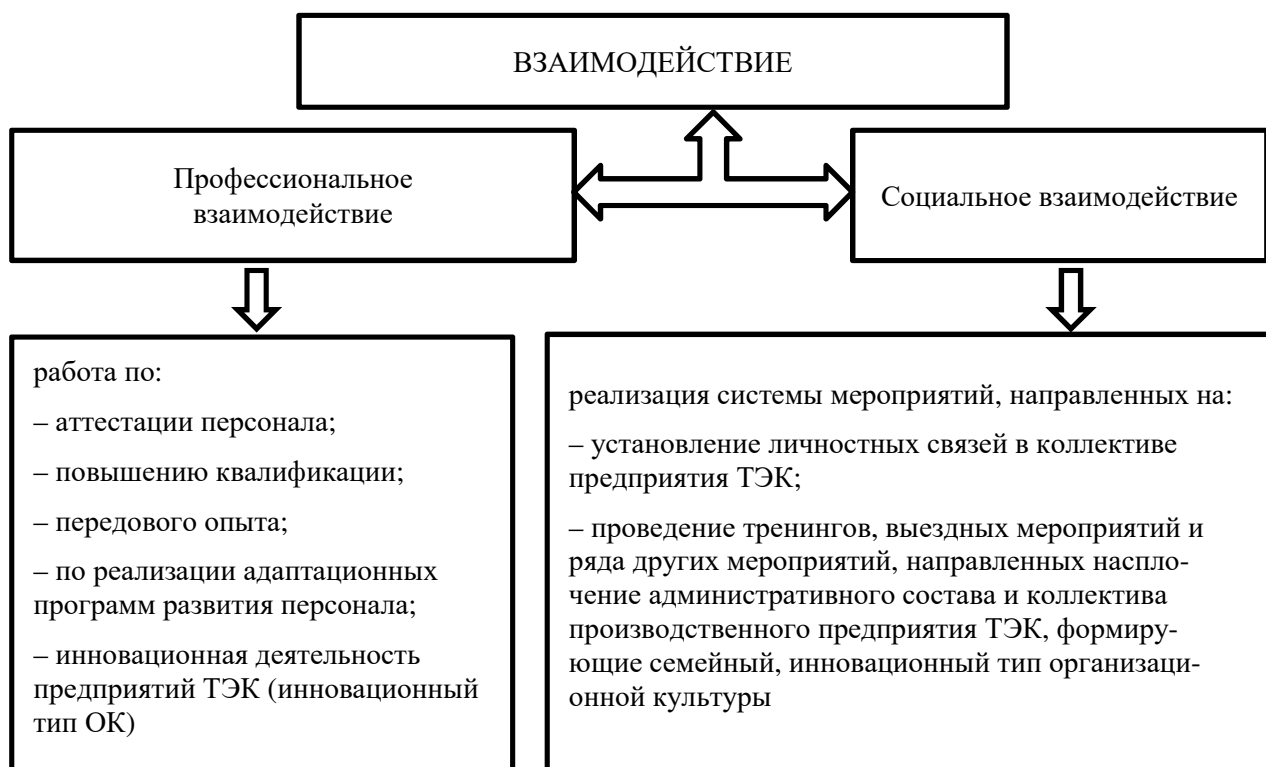 ВЗАИМОДЕЙСТВИЕ
Профессиональное
взаимодействие
Социальное взаимодействие
работа по:
– аттестации персонала;
– повышению квалификации;
– передового опыта;
– по реализации адаптационных
программ развития персонала;
– инновационная деятельность
предприятий ТЭК (инновационный
тип ОК)
реализация системы мероприятий, направленных на:
– установление личностных связей в коллективе
предприятия ТЭК;
– проведение тренингов, выездных мероприятий и
ряда других мероприятий, направленных наспло-
чение административного состава и коллектива
производственного предприятия ТЭК, формиру-
ющие семейный, инновационный тип организаци-
онной культуры